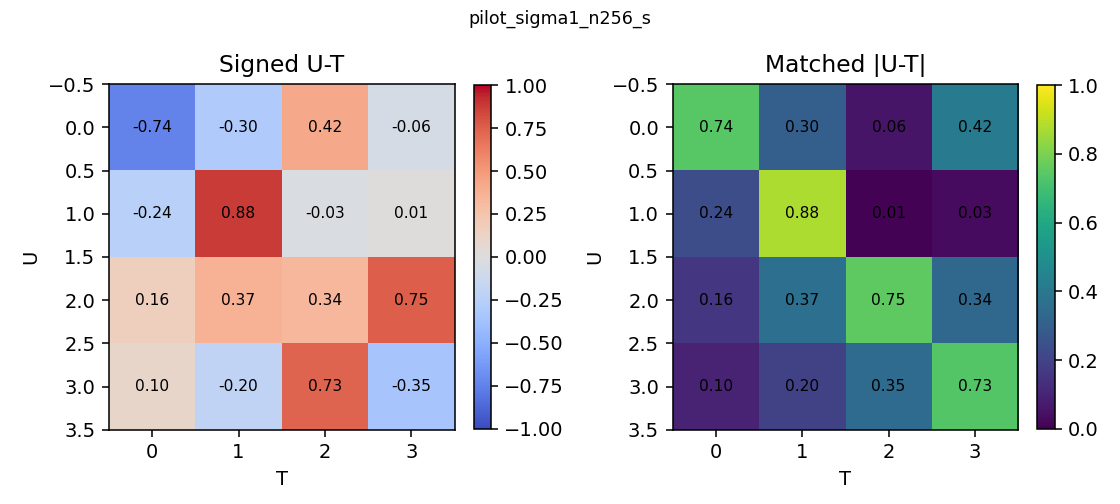 pilot_sigma1_n256_s
Signed U-T
−0.5
0.0
0.5
1.0
1.5
2.0
2.5
3.0
3.5
U
-0.74 -0.30 0.42 -0.06
-0.24 0.88 -0.03 0.01
0.16 0.37 0.34 0.75
0.10 -0.20 0.73 -0.35
0 1 2 3
T
1.00
0.75
0.50
0.25
0.00
−0.25
−0.50
−0.75
−1.00
Matched |U-T|
−0.5
0.0
0.5
1.0
1.5
2.0
2.5
3.0
3.5
U
0.74 0.30 0.06 0.42
0.24 0.88 0.01 0.03
0.16 0.37 0.75 0.34
0.10 0.20 0.35 0.73
0 1 2 3
T
1.0
0.8
0.6
0.4
0.2
0.0